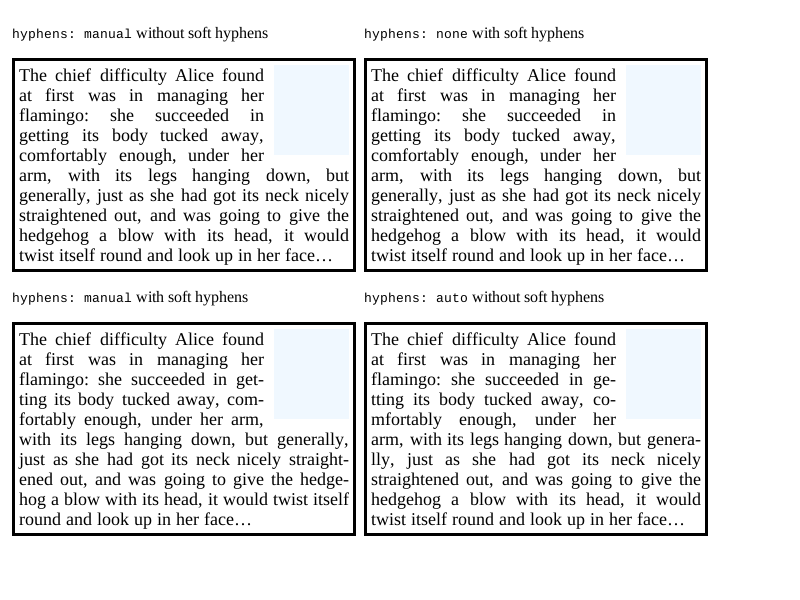 hyphens: manual without soft hyphens
The chief difficulty Alice found
at first was in managing her
flamingo: she succeeded in
getting its body tucked away,
comfortably enough, under her
arm, with its legs hanging down, but
generally, just as she had got its neck nicely
straightened out, and was going to give the
hedgehog a blow with its head, it would
twist itself round and look up in her face…
hyphens: none with soft hyphens
The chief difficulty Alice found
at first was in managing her
flamingo: she succeeded in
getting its body tucked away,
comfortably enough, under her
arm, with its legs hanging down, but
generally, just as she had got its neck nicely
straightened out, and was going to give the
hedgehog a blow with its head, it would
twist itself round and look up in her face…
hyphens: manual with soft hyphens
The chief difficulty Alice found
at first was in managing her
flamingo: she succeeded in get-
ting its body tucked away, com-
fortably enough, under her arm,
with its legs hanging down, but generally,
just as she had got its neck nicely straight-
ened out, and was going to give the hedge-
hog a blow with its head, it would twist itself
round and look up in her face…
hyphens: auto without soft hyphens
The chief difficulty Alice found
at first was in managing her
flamingo: she succeeded in ge-
tting its body tucked away, co-
mfortably enough, under her
arm, with its legs hanging down, but genera-
lly, just as she had got its neck nicely
straightened out, and was going to give the
hedgehog a blow with its head, it would
twist itself round and look up in her face…